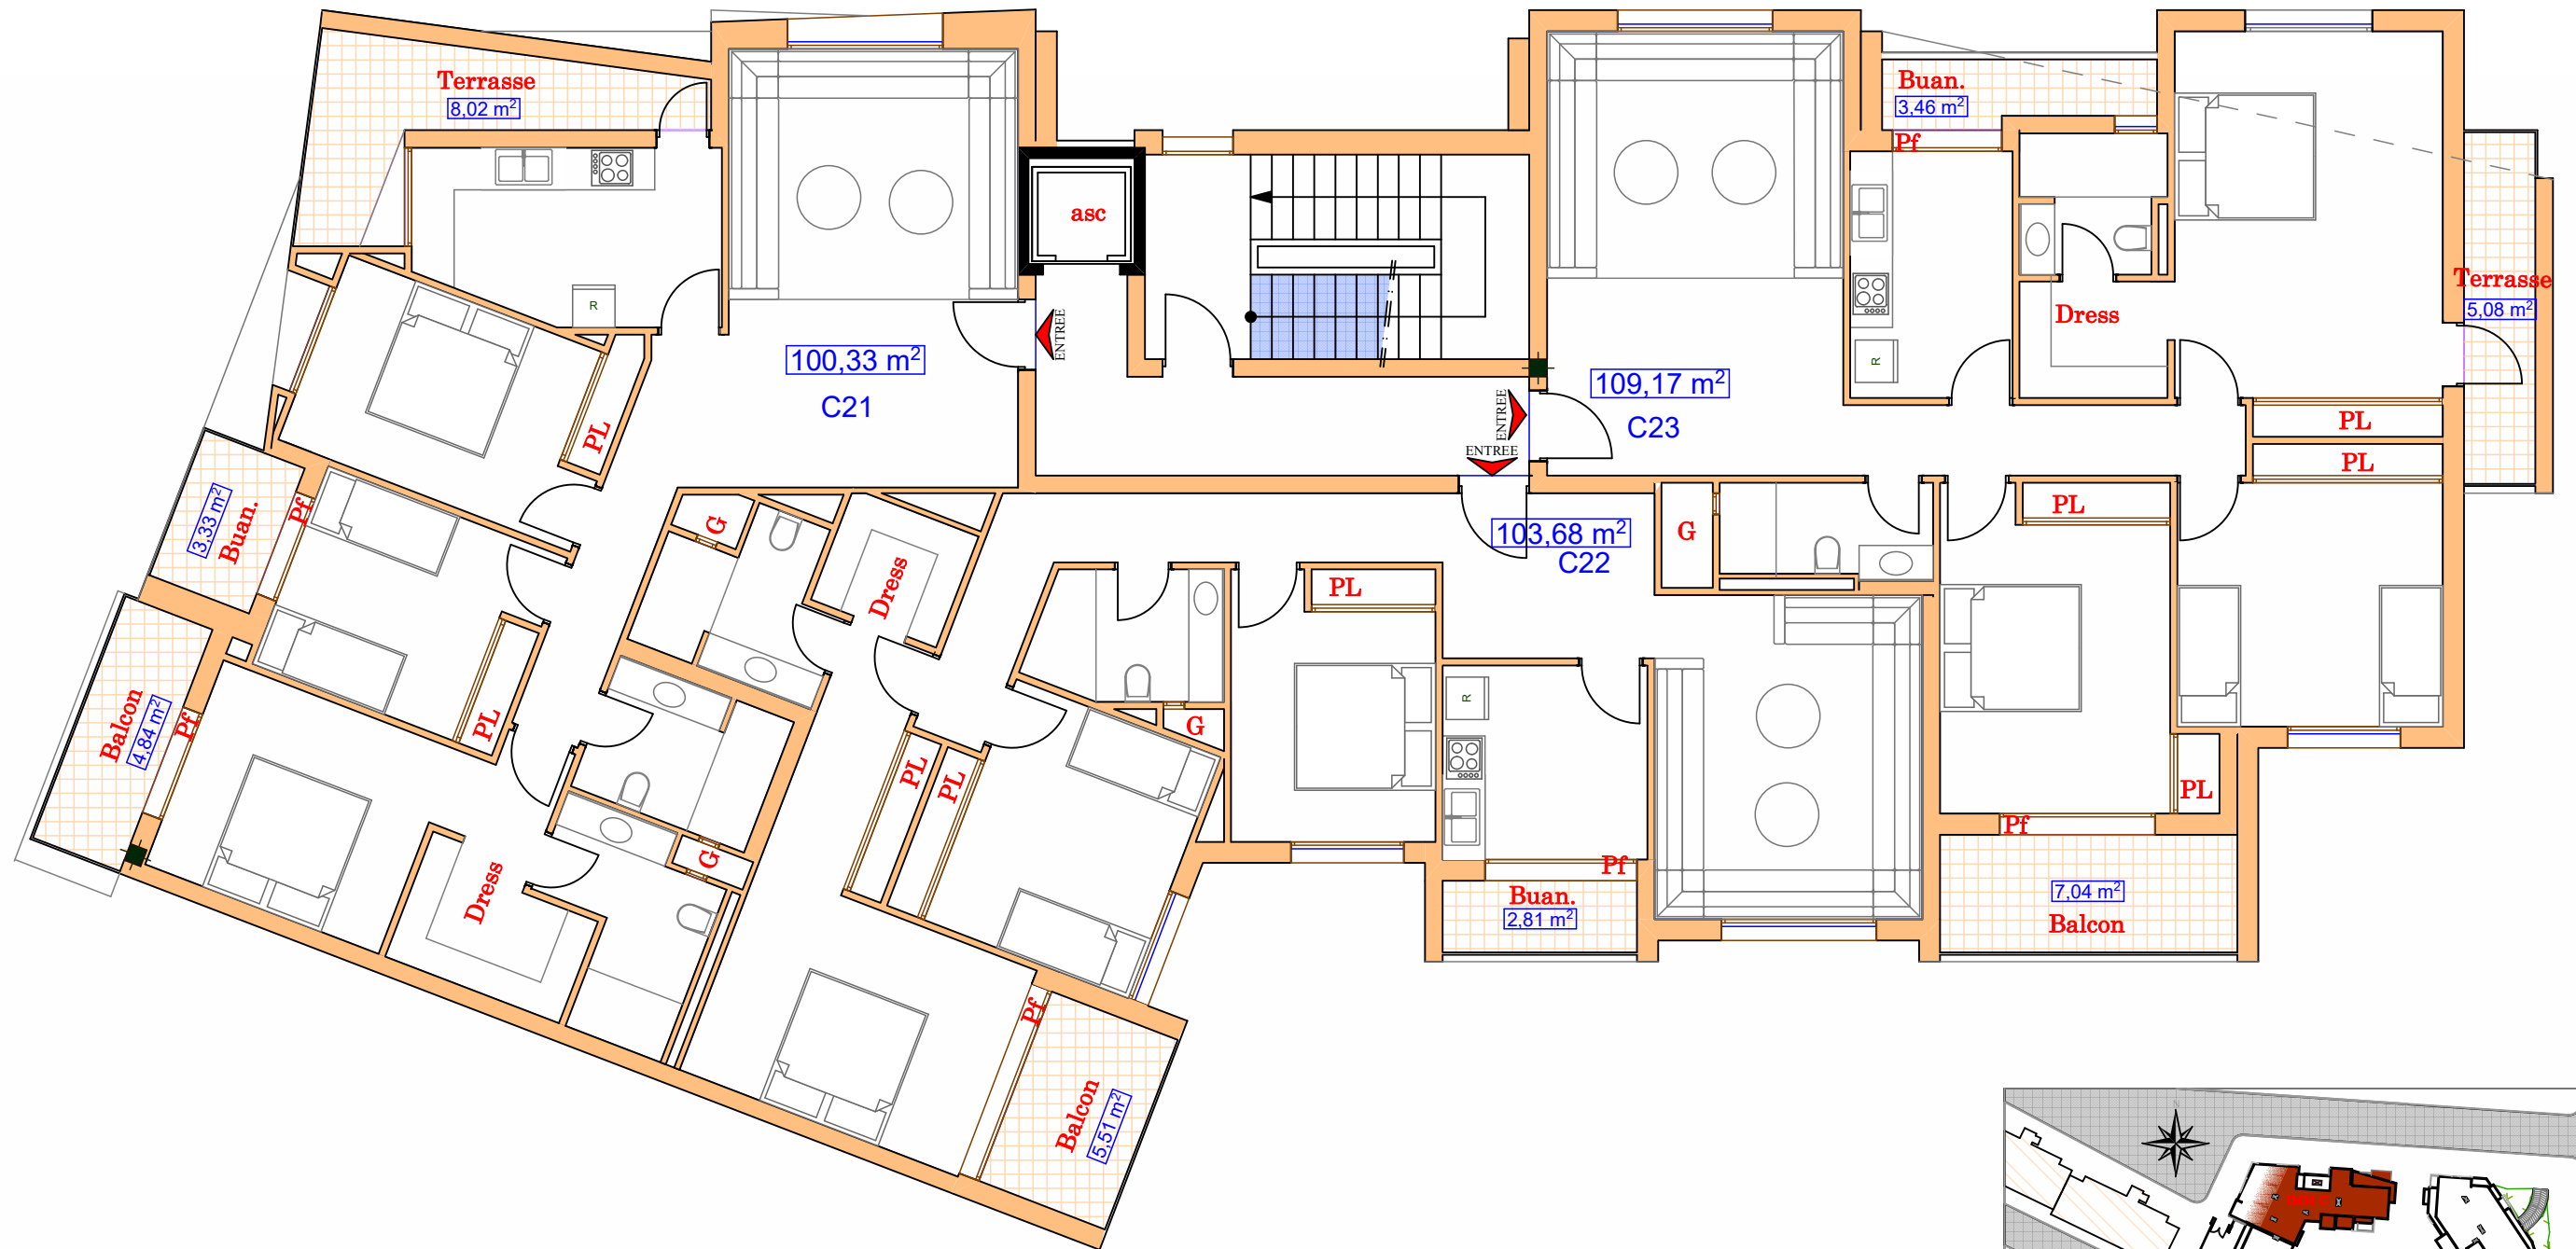 Terrasse
8,02 m²
Buan.
3,46 m²
Pf
asc
Terrasse
5,08 m²
R
ENTREE
100,33 m²
C21
Dress
R
109,17 m²
C23
ENTREE
ENTREE
PL
PL
PL
PL
3,33 m²
Buan.
Pf
G
Dress
103,68 m²
C22
G
PL
Balcon
4,84 m²
Pf
PL
G
R
PL
PL
PL
Pf
G
Dress
Pf
Buan.
2,81 m²
7,04 m²
Balcon
Pf
Balcon
5,51 m²